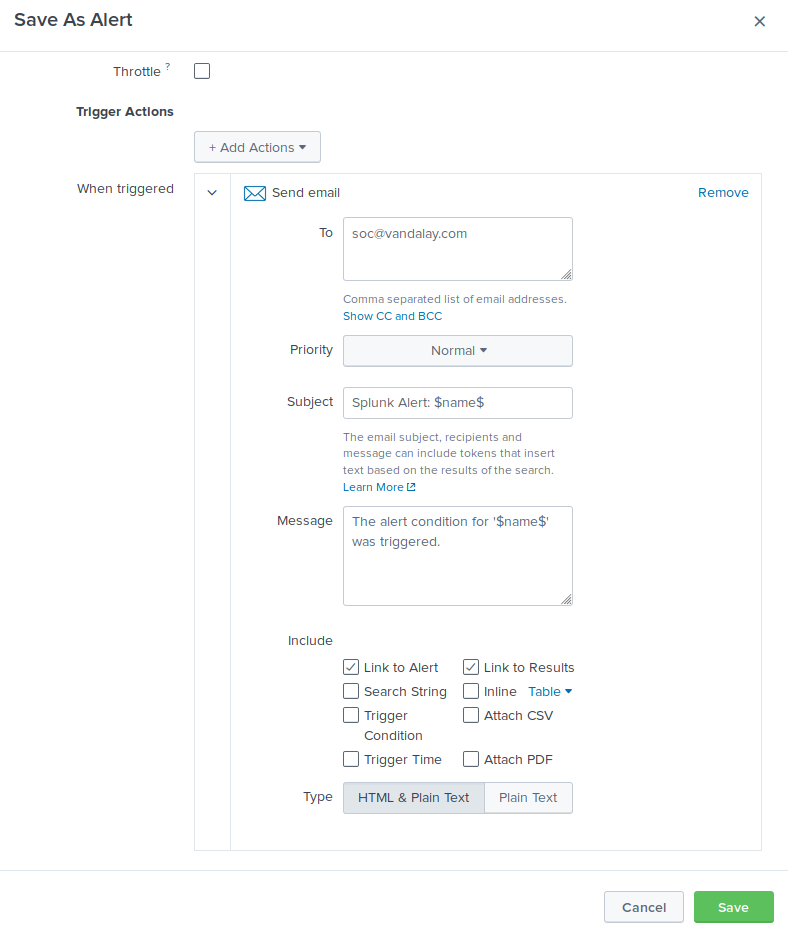 Save As Alert
Throttle ?
Trigger Actions
+ Add Actions
When triggered
Send email
Remove
To
soc@vandalay.com
Comma separated list of email addresses.
Show CC and BCC
Priority
Normal
Subject
Splunk Alert: $name$
The email subject, recipients and
message can include tokens that insert
text based on the results of the search.
Learn More
Message
The alert condition for '$name$'
was triggered.
Include
Link to Alert
Link to Results
Search String
Inline Table
Trigger
Condition
Attach CSV
Trigger Time
Attach PDF
Type
HTML & Plain Text
Plain Text
Cancel
Save